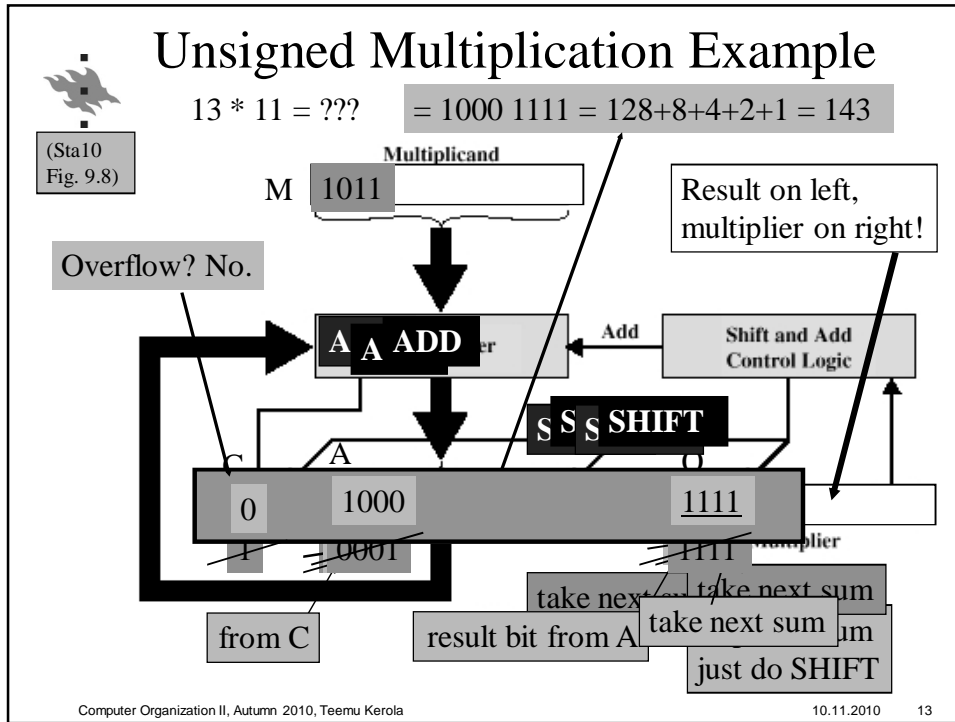 Unsigned Multiplication Example
13 * 11 = ??? = 1000 1111 = 128+8+4+2+1 = 143
(Sta10
Fig. 9.8)
Multiplicand
M 1011
Result on left,
multiplier on right!
Overflow? No.
A A ADD er
Add
Shift and Add
Control Logic
S S S SHIFT
A
0 1000 1111
1 0001 1111
take next
take next sum
from C
result bit from A
take next sum
just do SHIFT
Computer Organization II, Autumn 2010, Teemu Kerola 10.11.2010 13